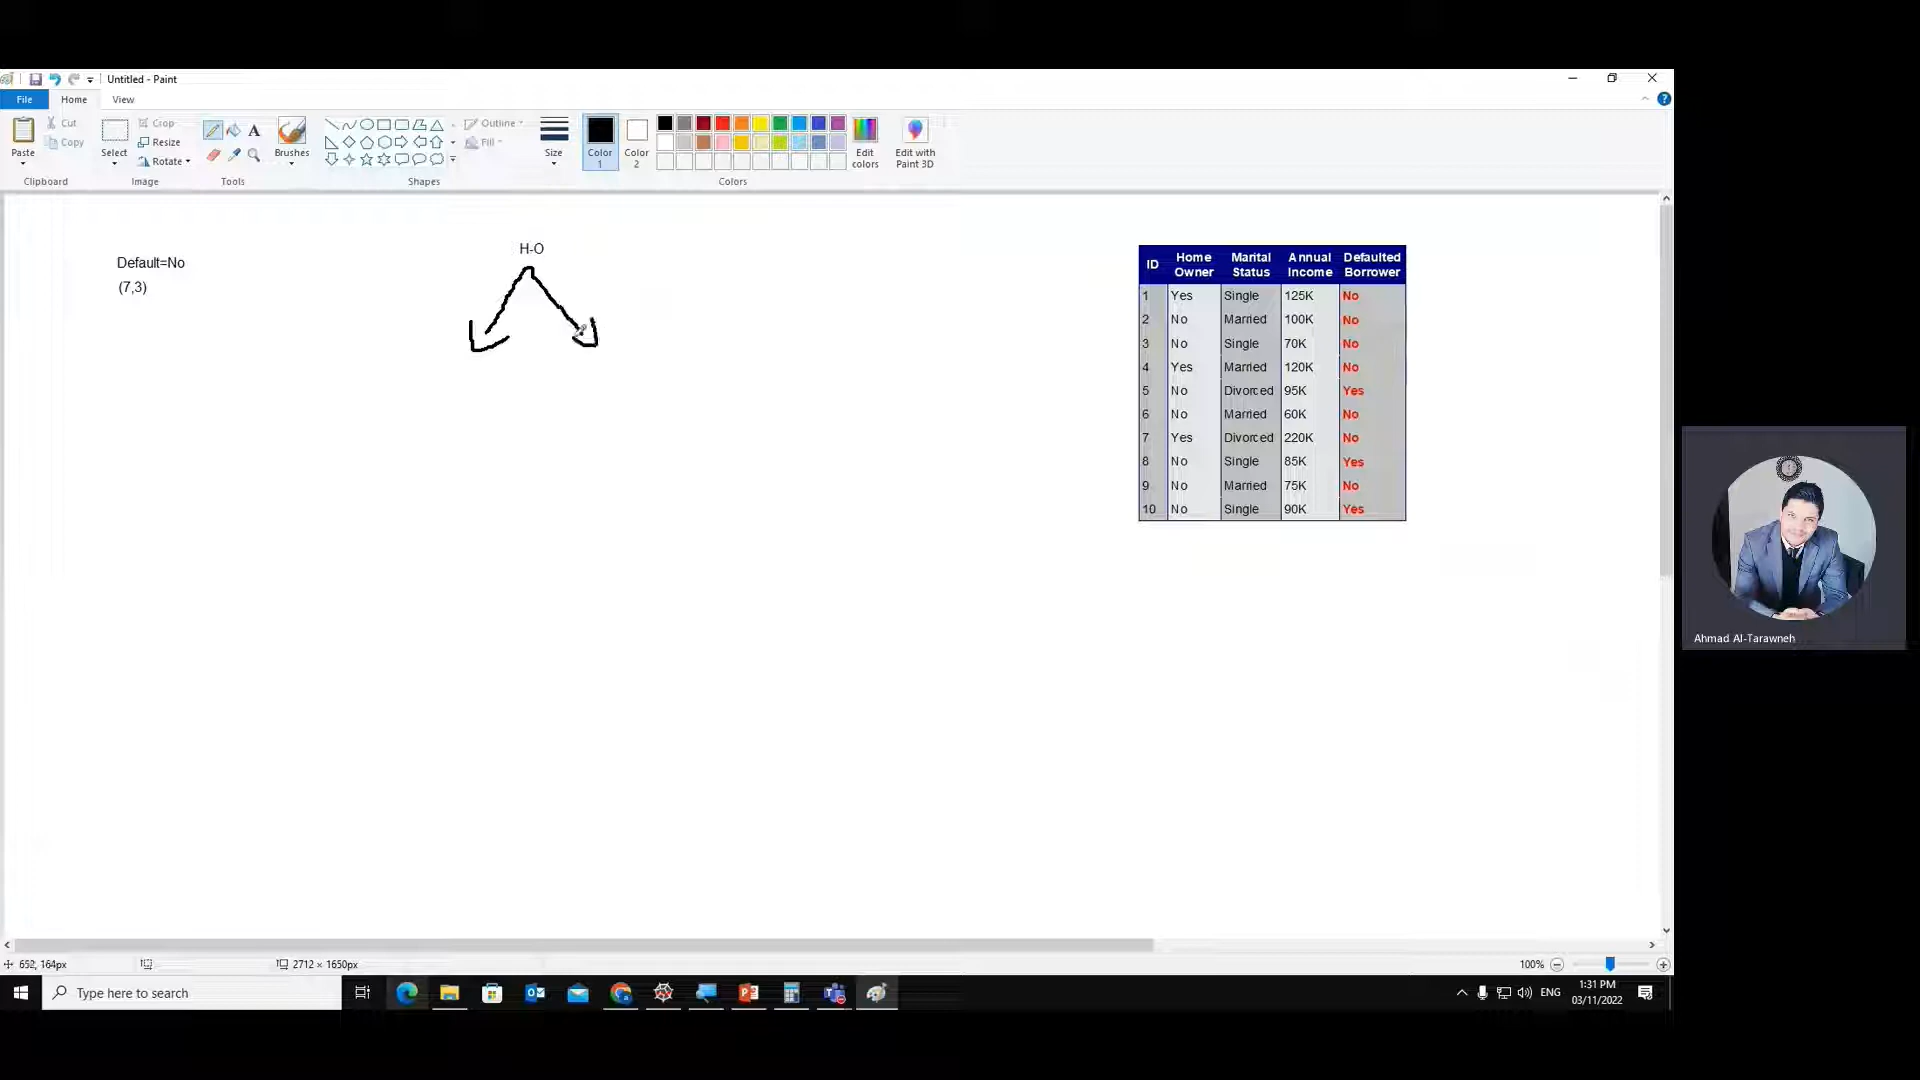 Untitled - Paint
File Home View
Paste
Cut
Copy
Clipboard
Select
Crop
Resize
Rotate
Image
Tools
Brushes
Shapes
Outline
Fill
Size
Color 1
Color 2
Edit colors
Edit with Paint 3D
Colors
Default=No
(7,3)
H-O
ID Home Owner Marital Status Annual Income Defaulted Borrower
1 Yes Single 125K No
2 No Married 100K No
3 No Single 70K No
4 Yes Married 120K No
5 No Divorced 95K Yes
6 No Married 60K No
7 Yes Divorced 220K No
8 No Single 85K Yes
9 No Married 75K No
10 No Single 90K Yes
Ahmad Al-Tarawneh
652, 164px
2712 × 1650px
100%
Type here to search
ENG
1:31 PM
03/11/2022